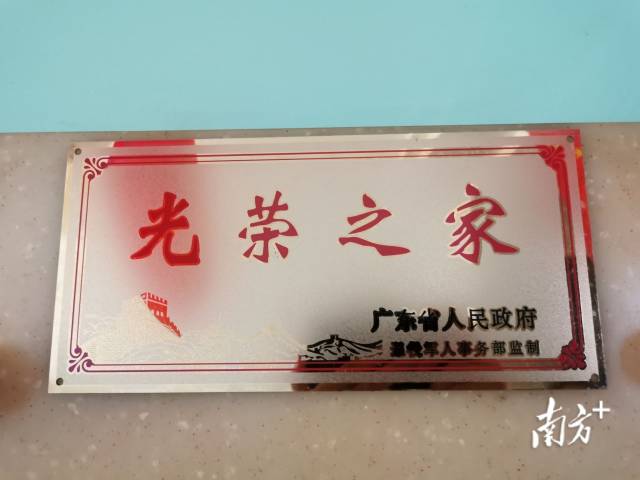 光荣之家
广东省人民政府
退役军人事务部监制
南方+